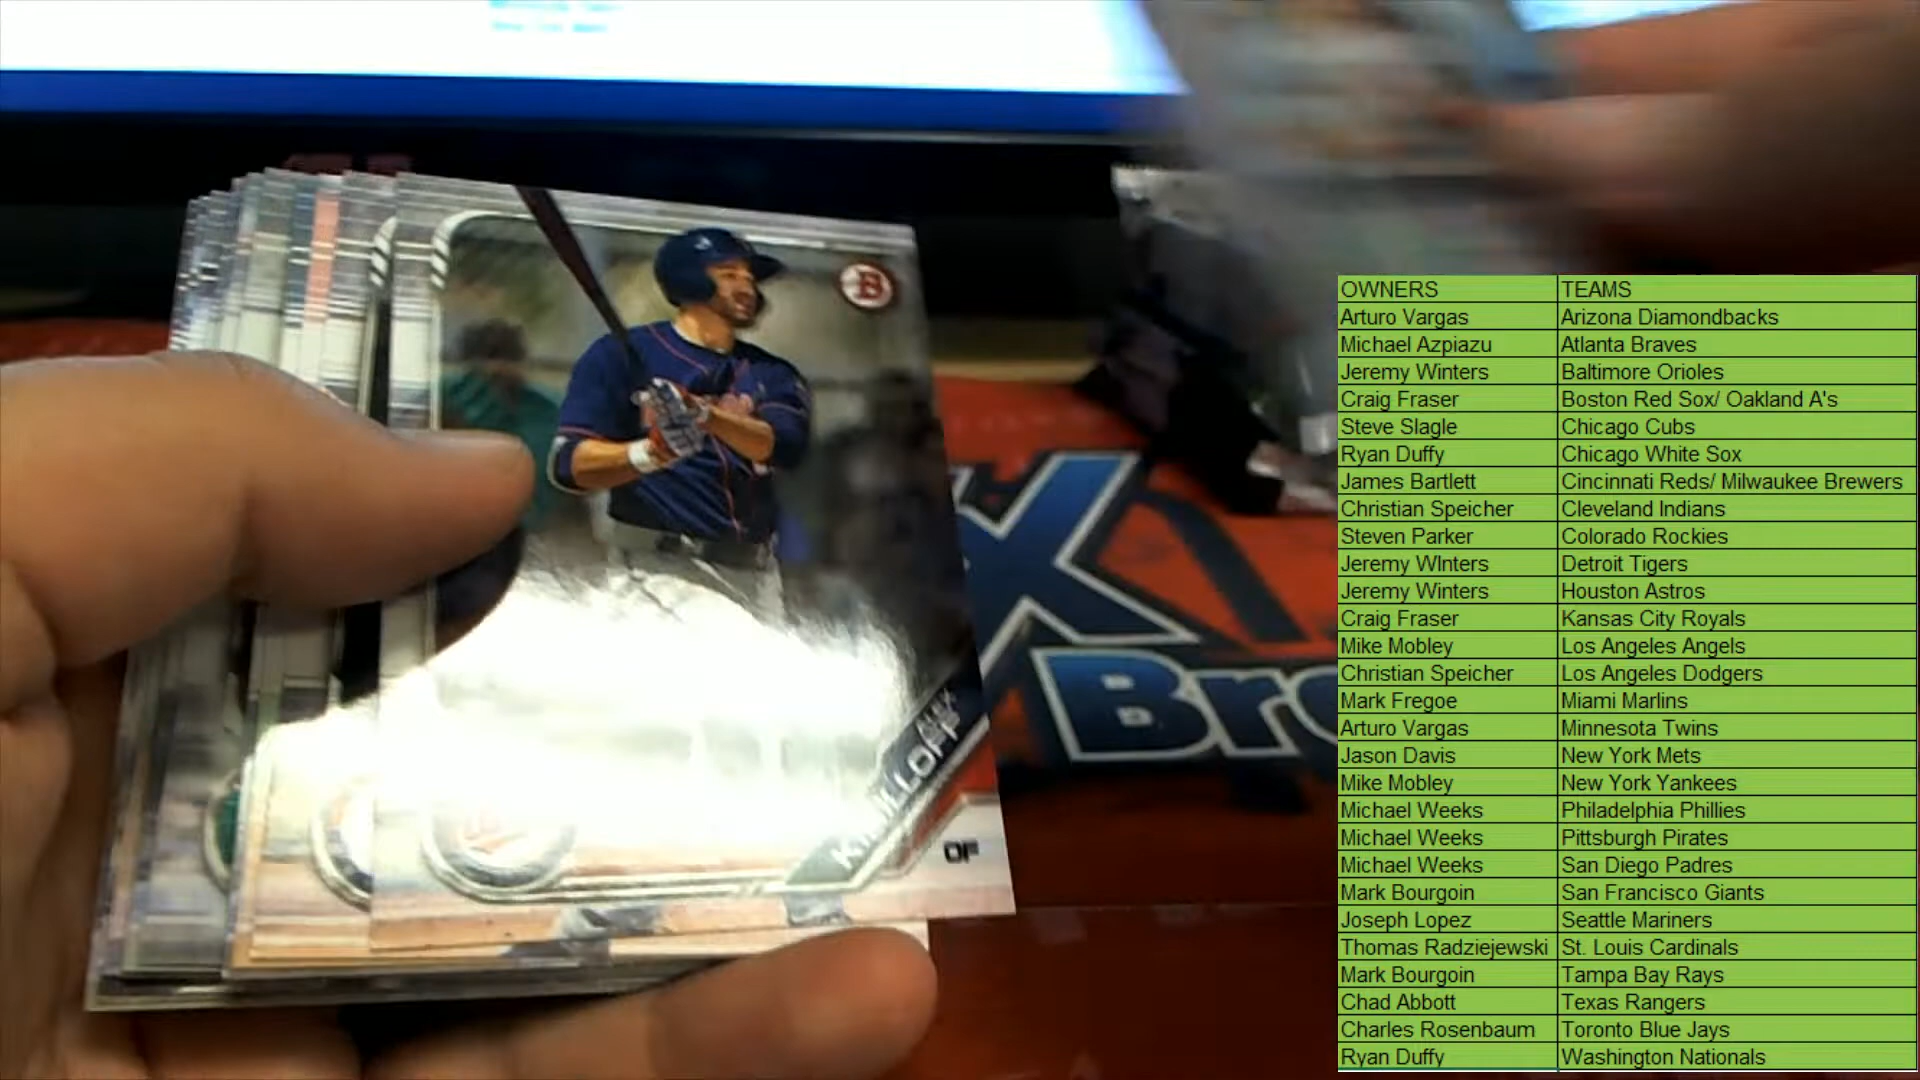 B
KIRILLOFF
OF
X
Bre
OWNERS TEAMS
Arturo Vargas Arizona Diamondbacks
Michael Azpiazu Atlanta Braves
Jeremy Winters Baltimore Orioles
Craig Fraser Boston Red Sox/ Oakland A's
Steve Slagle Chicago Cubs
Ryan Duffy Chicago White Sox
James Bartlett Cincinnati Reds/ Milwaukee Brewers
Christian Speicher Cleveland Indians
Steven Parker Colorado Rockies
Jeremy WInters Detroit Tigers
Jeremy Winters Houston Astros
Craig Fraser Kansas City Royals
Mike Mobley Los Angeles Angels
Christian Speicher Los Angeles Dodgers
Mark Fregoe Miami Marlins
Arturo Vargas Minnesota Twins
Jason Davis New York Mets
Mike Mobley New York Yankees
Michael Weeks Philadelphia Phillies
Michael Weeks Pittsburgh Pirates
Michael Weeks San Diego Padres
Mark Bourgoin San Francisco Giants
Joseph Lopez Seattle Mariners
Thomas Radziejewski St. Louis Cardinals
Mark Bourgoin Tampa Bay Rays
Chad Abbott Texas Rangers
Charles Rosenbaum Toronto Blue Jays
Ryan Duffy Washington Nationals